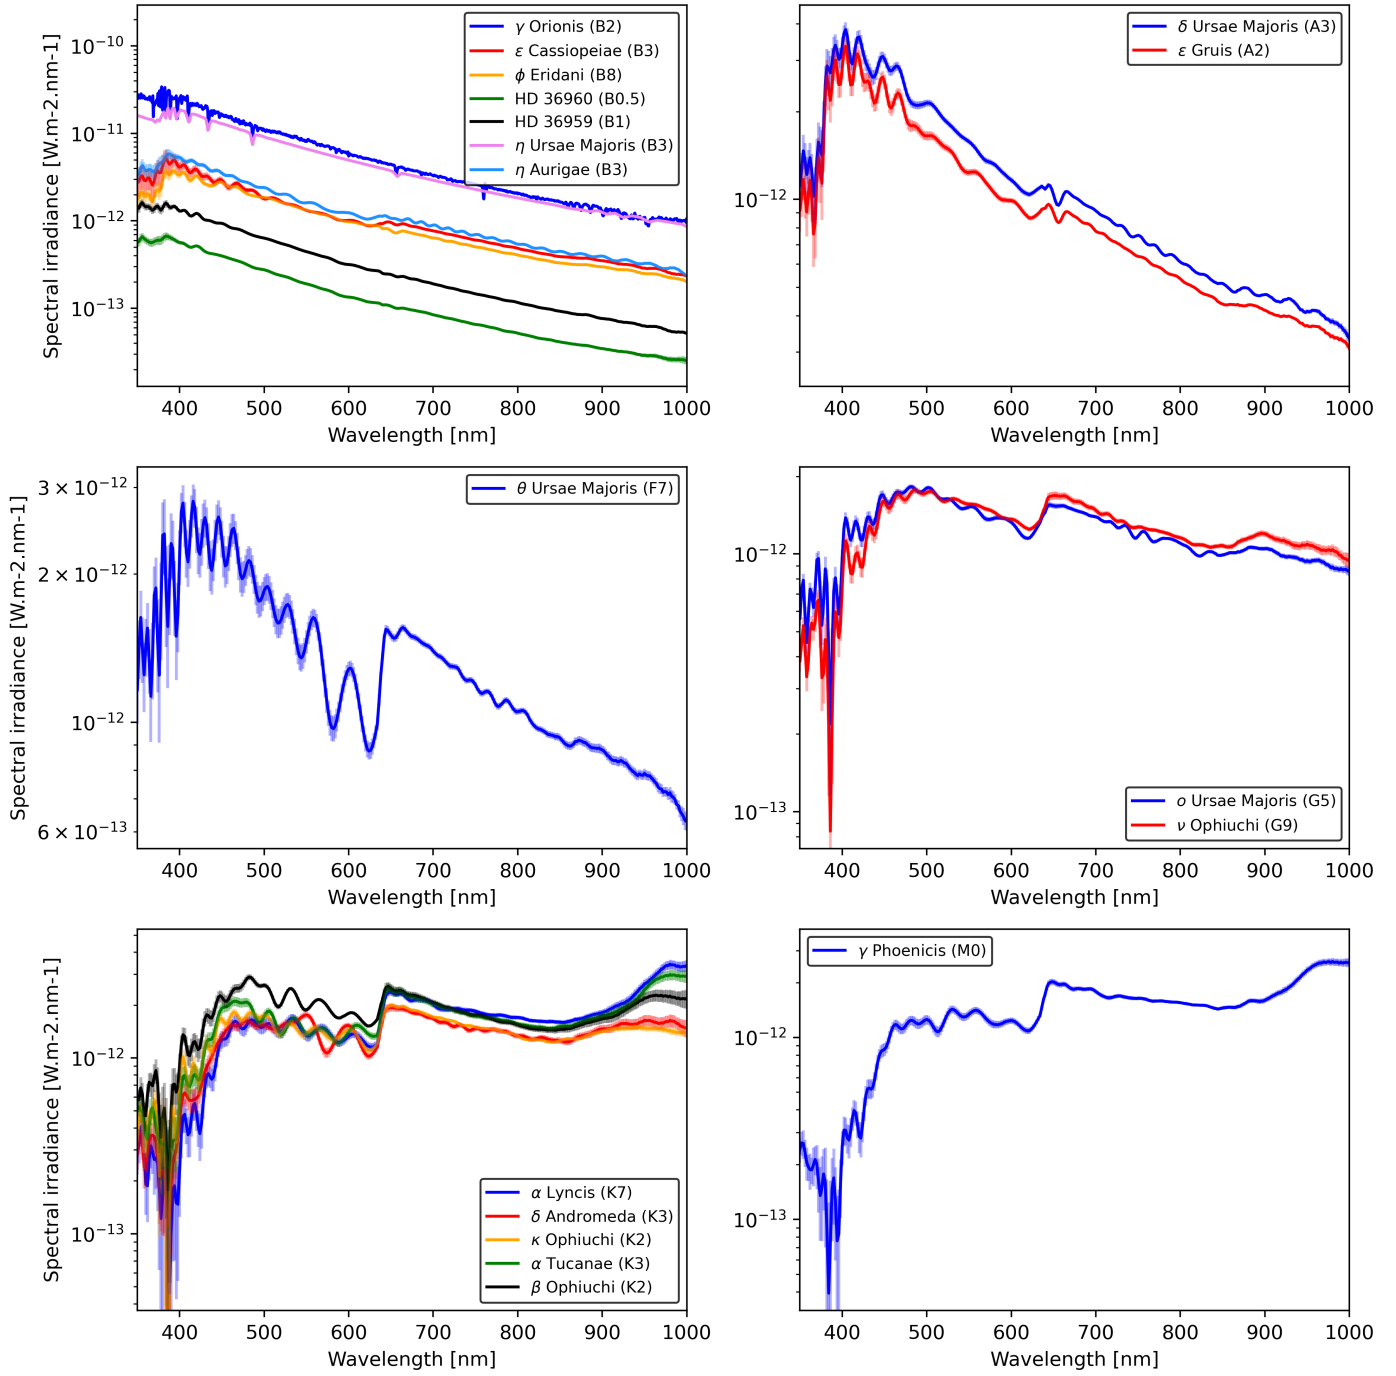 Spectral irradiance [W.m-2.nm-1]
10⁻¹⁰
10⁻¹¹
10⁻¹²
10⁻¹³
γ Orionis (B2)
ε Cassiopeiae (B3)
ϕ Eridani (B8)
HD 36960 (B0.5)
HD 36959 (B1)
η Ursae Majoris (B3)
η Aurigae (B3)
400 500 600 700 800 900 1000
Wavelength [nm]
10⁻¹²
δ Ursae Majoris (A3)
ε Gruis (A2)
400 500 600 700 800 900 1000
Wavelength [nm]
Spectral irradiance [W.m-2.nm-1]
3 × 10⁻¹²
2 × 10⁻¹²
10⁻¹²
6 × 10⁻¹³
θ Ursae Majoris (F7)
400 500 600 700 800 900 1000
Wavelength [nm]
10⁻¹²
10⁻¹³
o Ursae Majoris (G5)
ν Ophiuchi (G9)
400 500 600 700 800 900 1000
Wavelength [nm]
Spectral irradiance [W.m-2.nm-1]
10⁻¹²
10⁻¹³
α Lyncis (K7)
δ Andromeda (K3)
κ Ophiuchi (K2)
α Tucanae (K3)
β Ophiuchi (K2)
400 500 600 700 800 900 1000
Wavelength [nm]
γ Phoenicis (M0)
10⁻¹²
10⁻¹³
400 500 600 700 800 900 1000
Wavelength [nm]